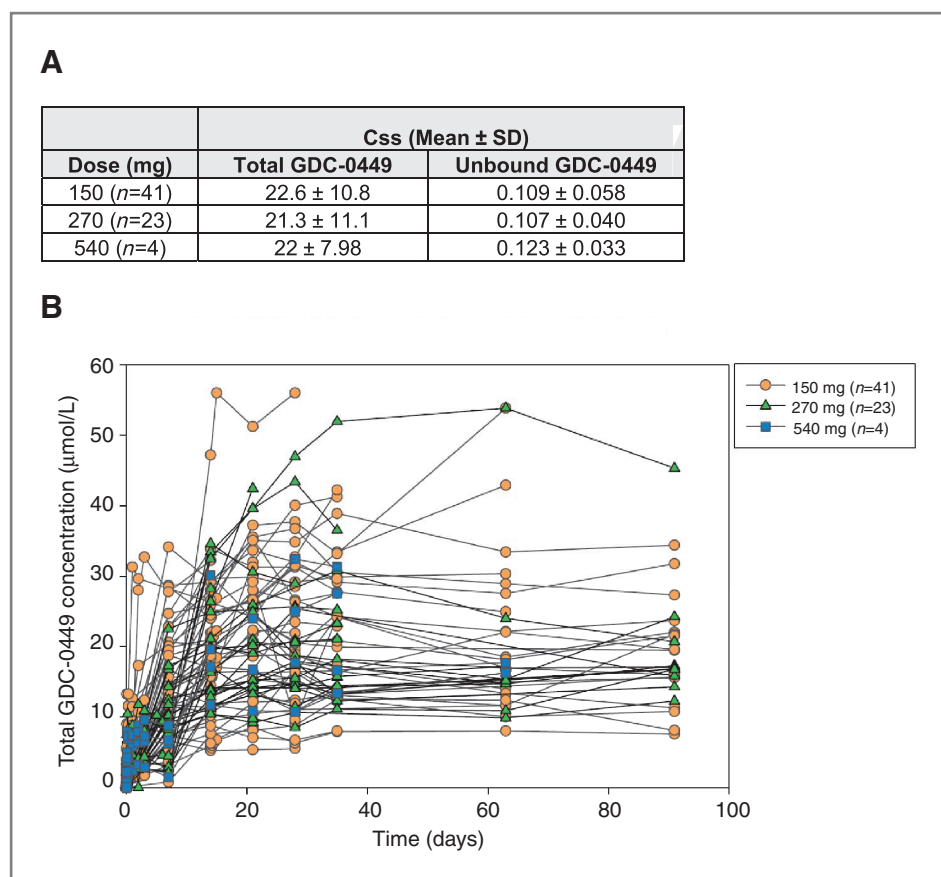 A
Css (Mean ± SD)
Dose (mg) Total GDC-0449 Unbound GDC-0449
150 (n=41) 22.6 ± 10.8 0.109 ± 0.058
270 (n=23) 21.3 ± 11.1 0.107 ± 0.040
540 (n=4) 22 ± 7.98 0.123 ± 0.033
B
Total GDC-0449 concentration (μmol/L)
60
50
40
30
20
10
0
0 20 40 60 80 100
Time (days)
150 mg (n=41)
270 mg (n=23)
540 mg (n=4)